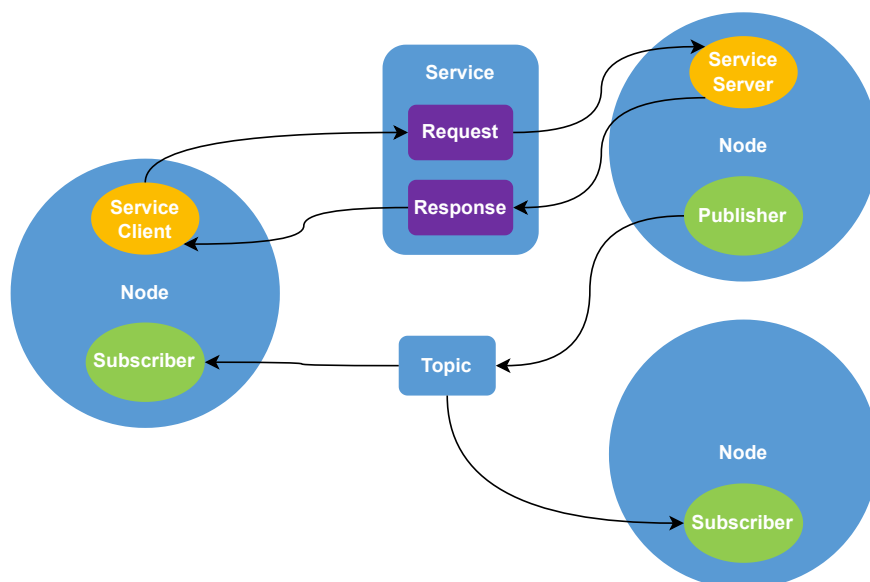 Service
Request
Response
Service
Server
Node
Publisher
Service
Client
Node
Subscriber
Topic
Node
Subscriber